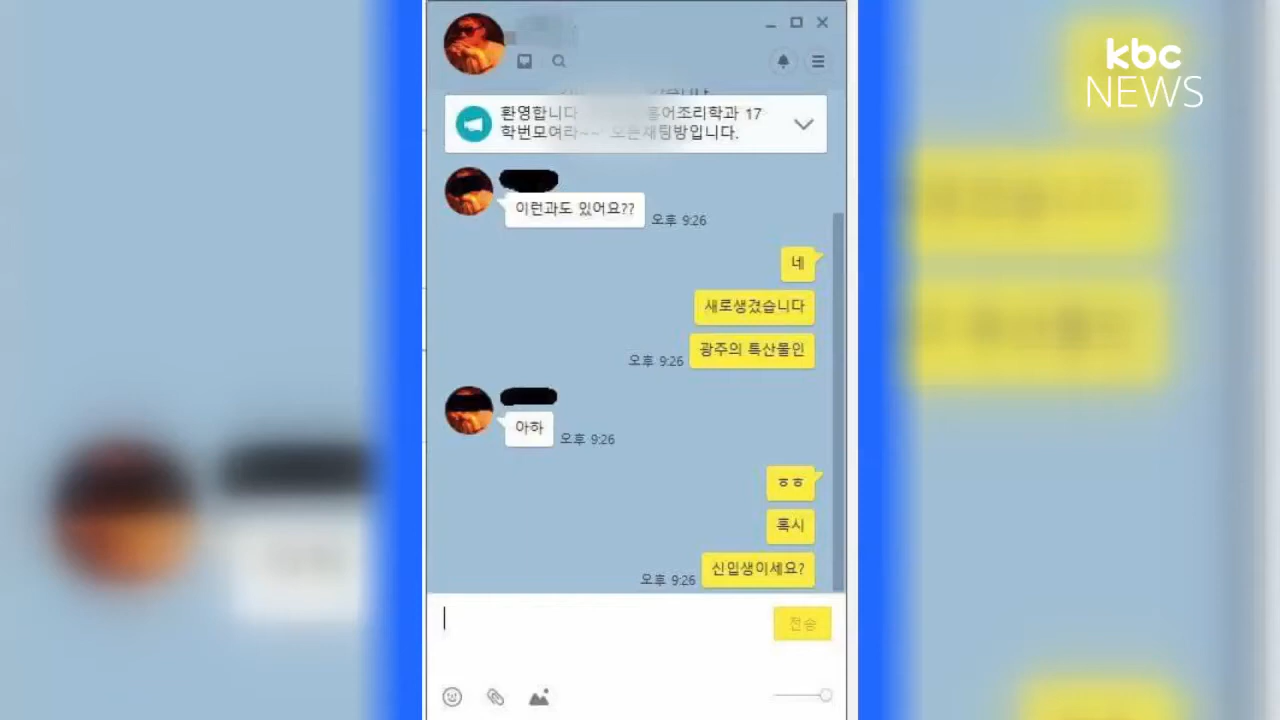 kbc
NEWS
환영합니다 홍어조리학과 17
학번모여라~~ 오픈채팅방입니다.
이런과도 있어요??
오후 9:26
네
새로생겼습니다
광주의 특산물인
오후 9:26
아하
오후 9:26
ㅎㅎ
혹시
신입생이세요?
오후 9:26
전송